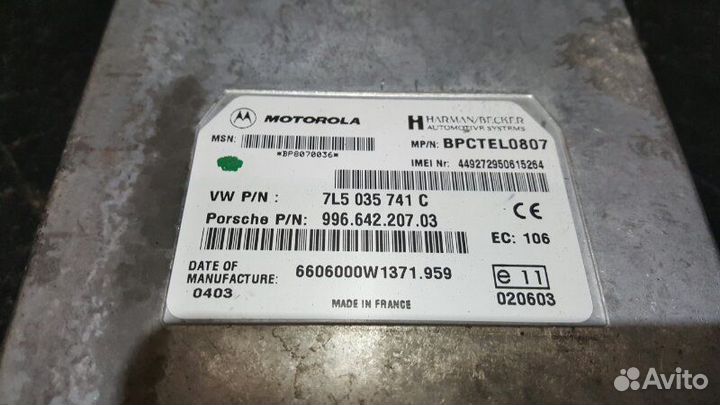 MOTOROLA
HARMAN/BECKER
AUTOMOTIVE SYSTEMS
MSN:
*BP8070036*
MP/N: BPCTEL0807
IMEI Nr: 449272950615264
VW P/N : 7L5 035 741 C
Porsche P/N: 996.642.207.03
CE
EC: 106
DATE OF
MANUFACTURE:
0403
6606000W1371.959
e 11
020603
MADE IN FRANCE
Avito